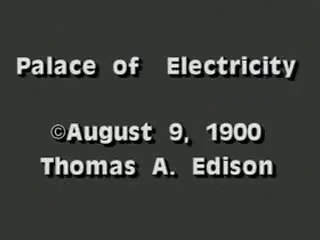 Palace of Electricity
©August 9, 1900
Thomas A. Edison